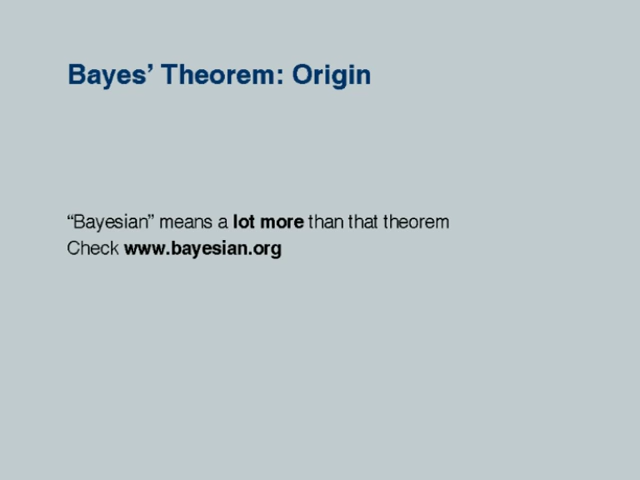 Bayes’ Theorem: Origin
“Bayesian” means a lot more than that theorem
Check www.bayesian.org